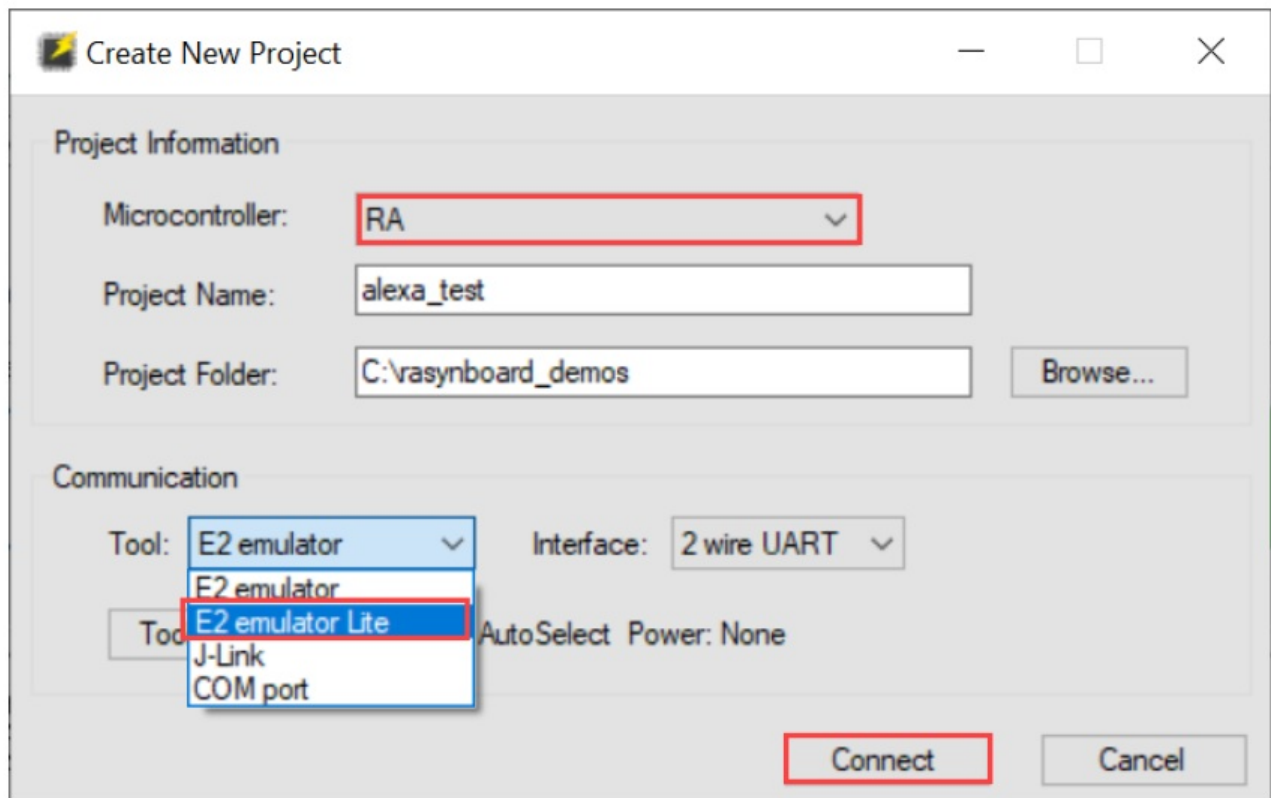 Create New Project
Project Information
Microcontroller: RA
Project Name: alexa_test
Project Folder: C:\rasynboard_demos Browse...
Communication
Tool: E2 emulator Interface: 2 wire UART
E2 emulator
E2 emulator Lite
AutoSelect Power: None
J-Link
COM port
Connect Cancel